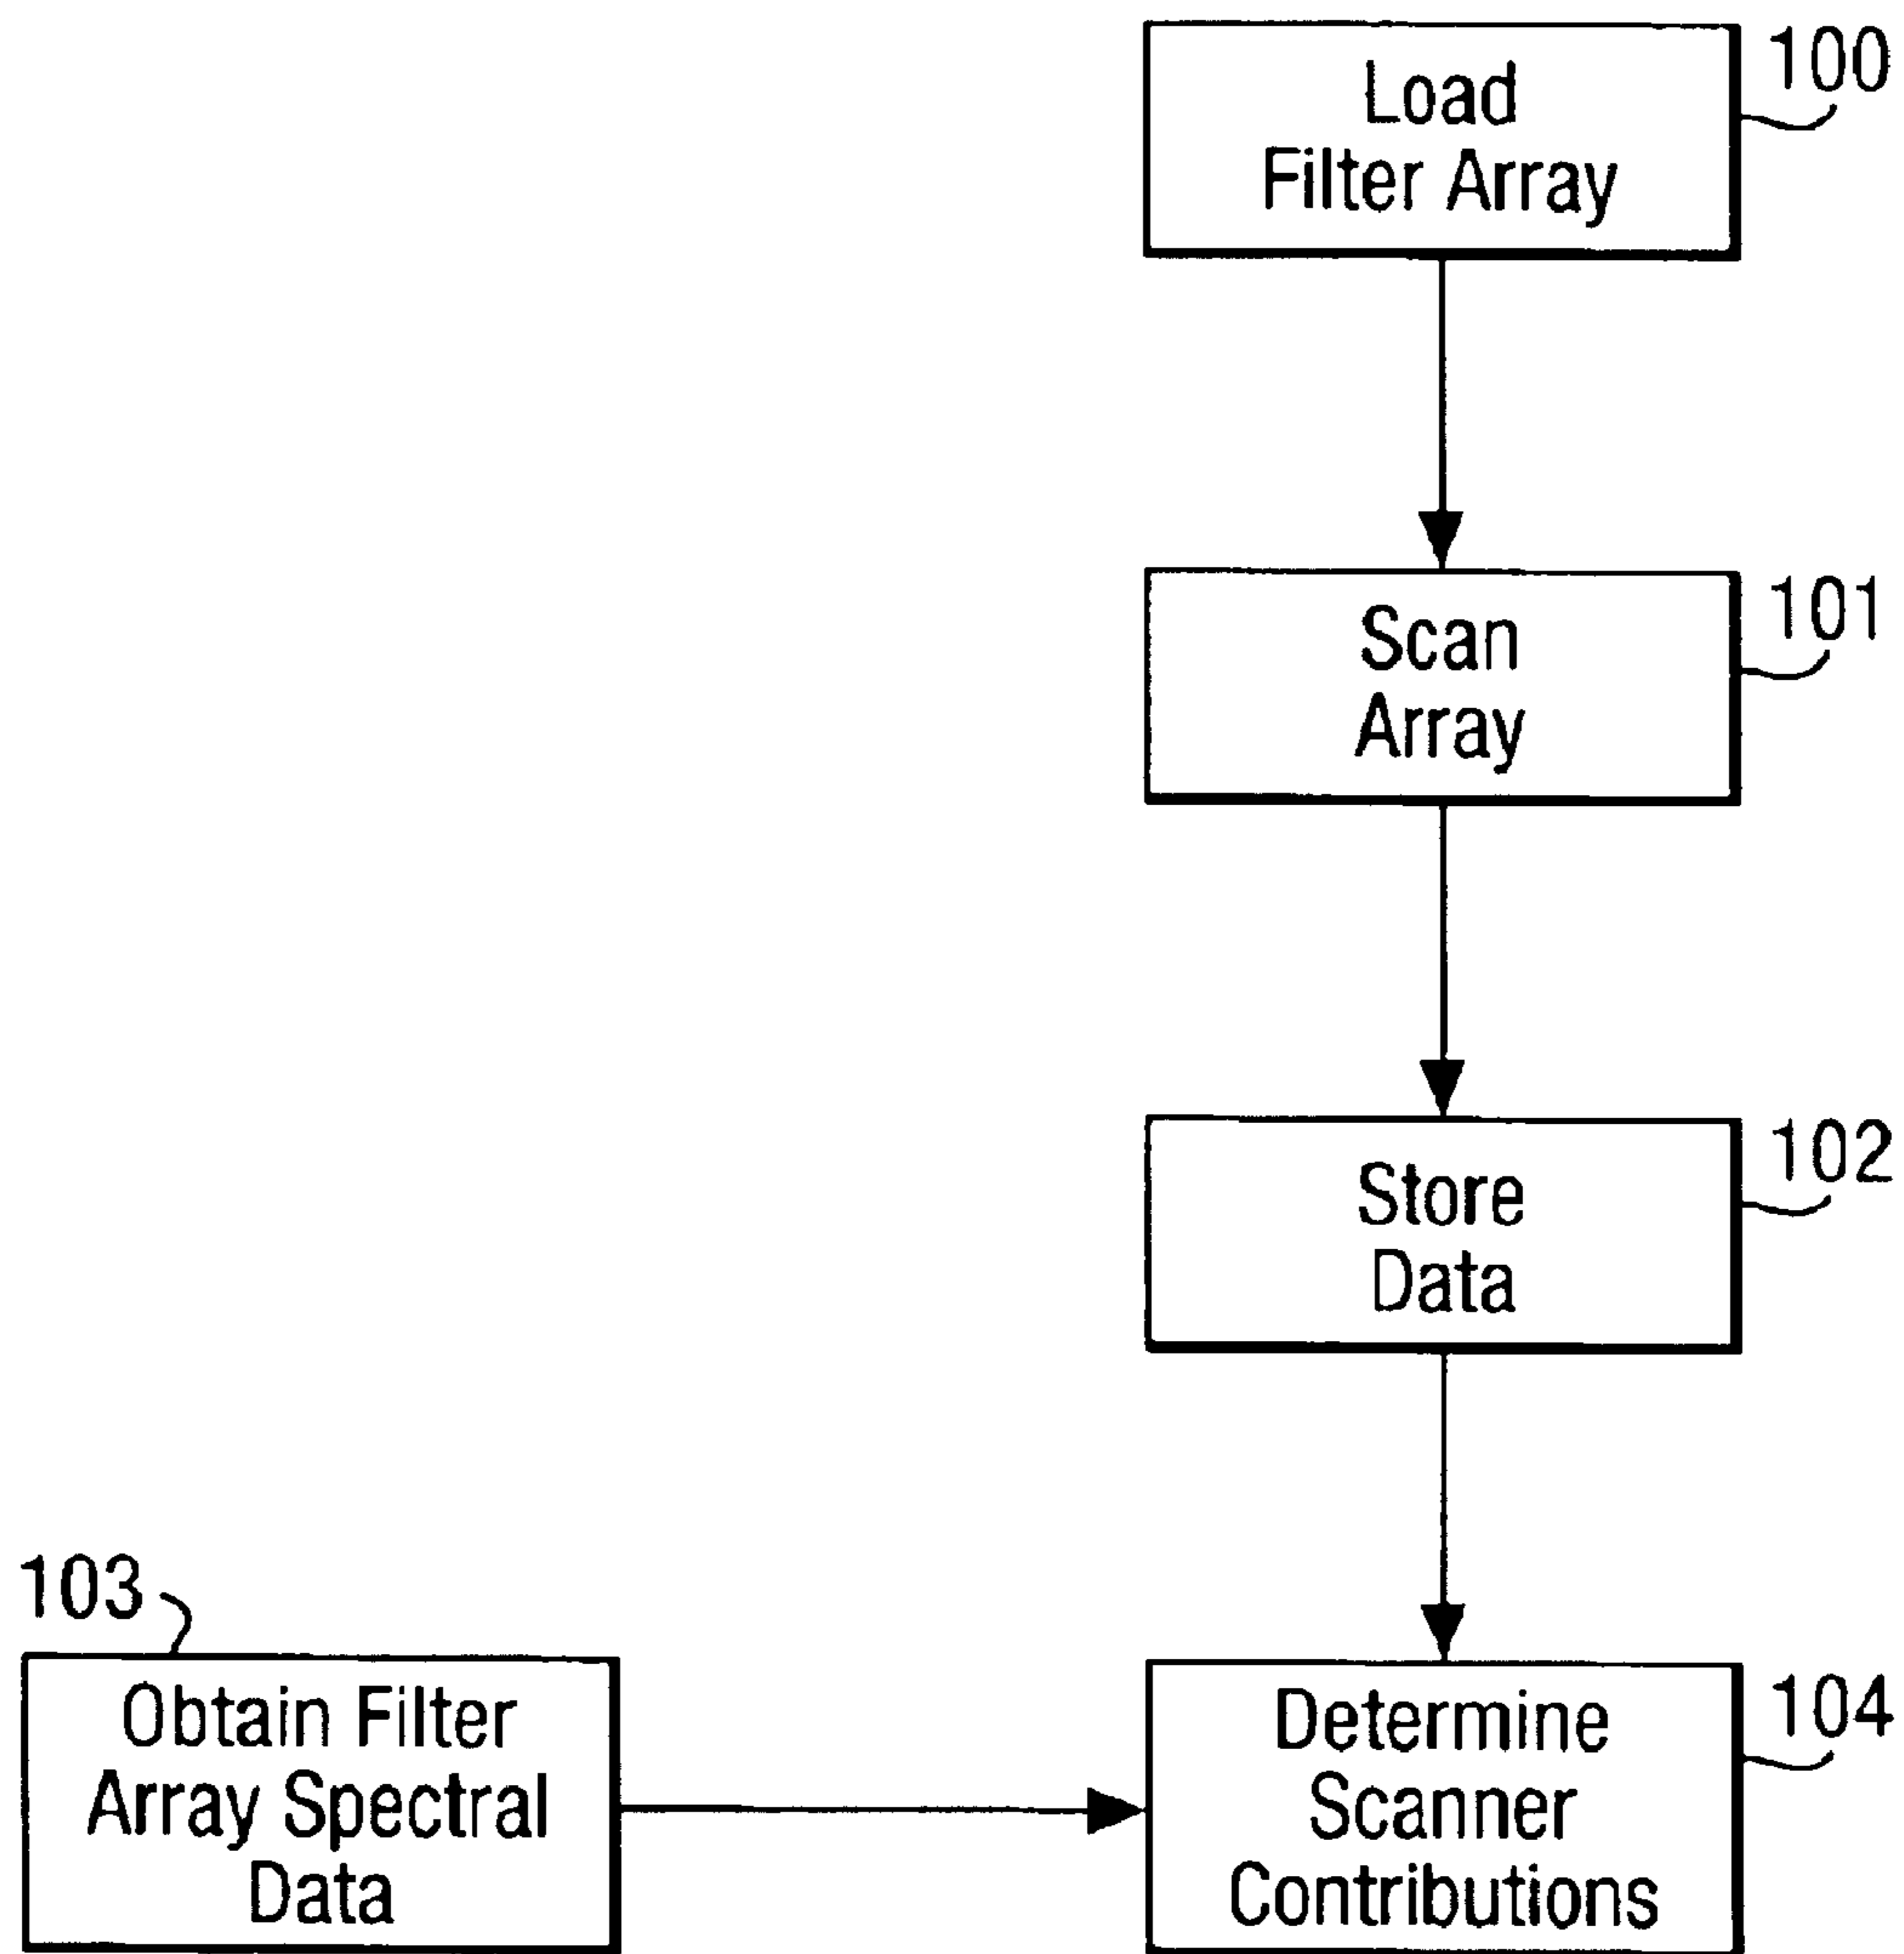 Load
Filter Array
100
Scan
Array
101
Store
Data
102
103
Obtain Filter
Array Spectral
Data
Determine
Scanner
Contributions
104